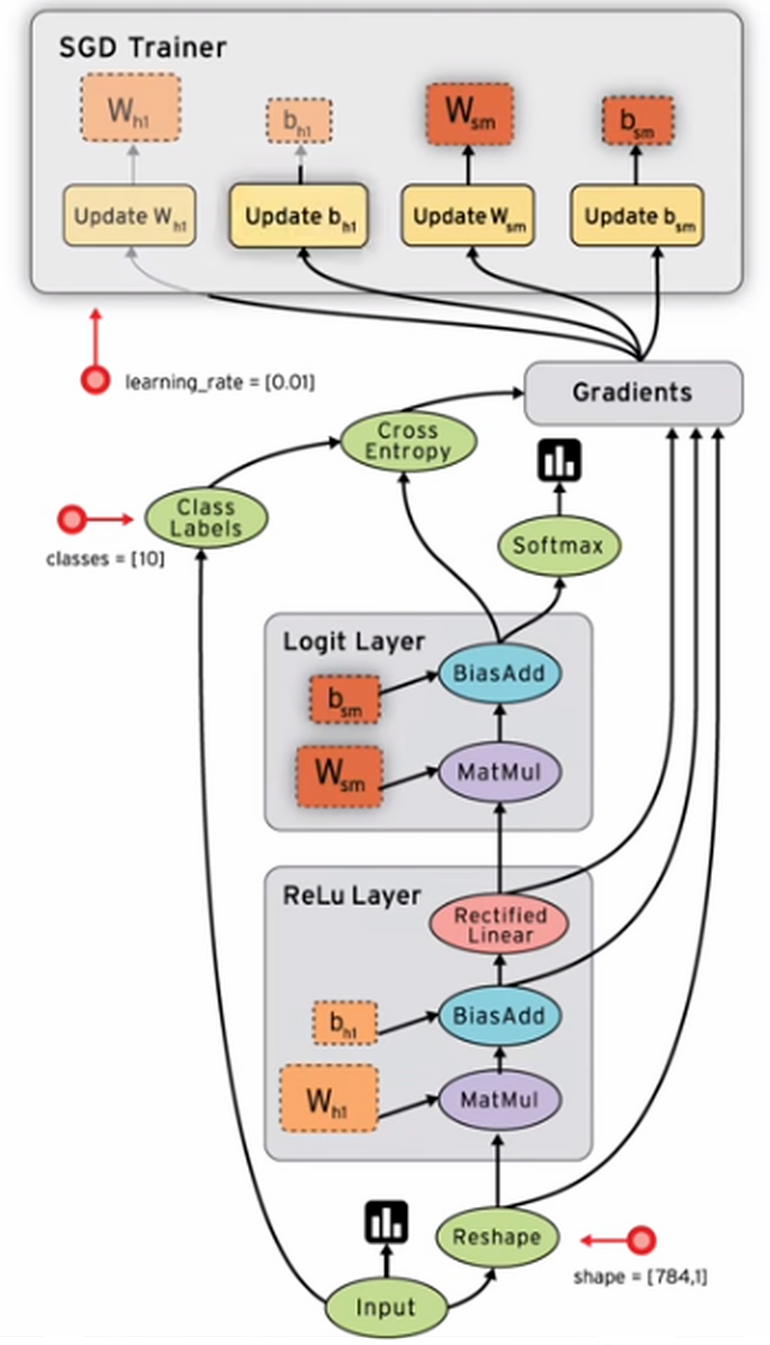 SGD Trainer
Wh1
bh1
Wsm
bsm
Update Wh1
Update bh1
Update Wsm
Update bsm
learning_rate = [0.01]
Gradients
Cross
Entropy
Class
Labels
classes = [10]
Softmax
Logit Layer
BiasAdd
bsm
Wsm
MatMul
ReLu Layer
Rectified
Linear
bh1
BiasAdd
Wh1
MatMul
Reshape
shape = [784,1]
Input